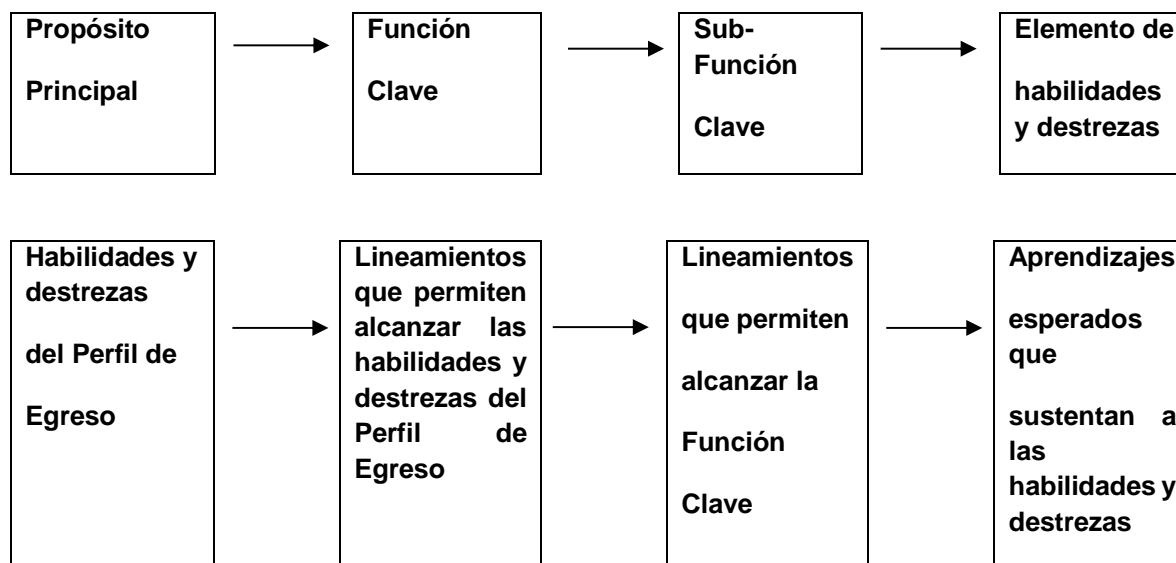 Propósito
Principal
Función
Clave
Sub-
Función
Clave
Elemento de
habilidades
y destrezas
Habilidades y
destrezas
del Perfil de
Egreso
Lineamientos
que permiten
alcanzar las
habilidades y
destrezas del
Perfil de
Egreso
Lineamientos
que permiten
alcanzar la
Función
Clave
Aprendizajes
esperados
que
sustentan a
las
habilidades y
destrezas